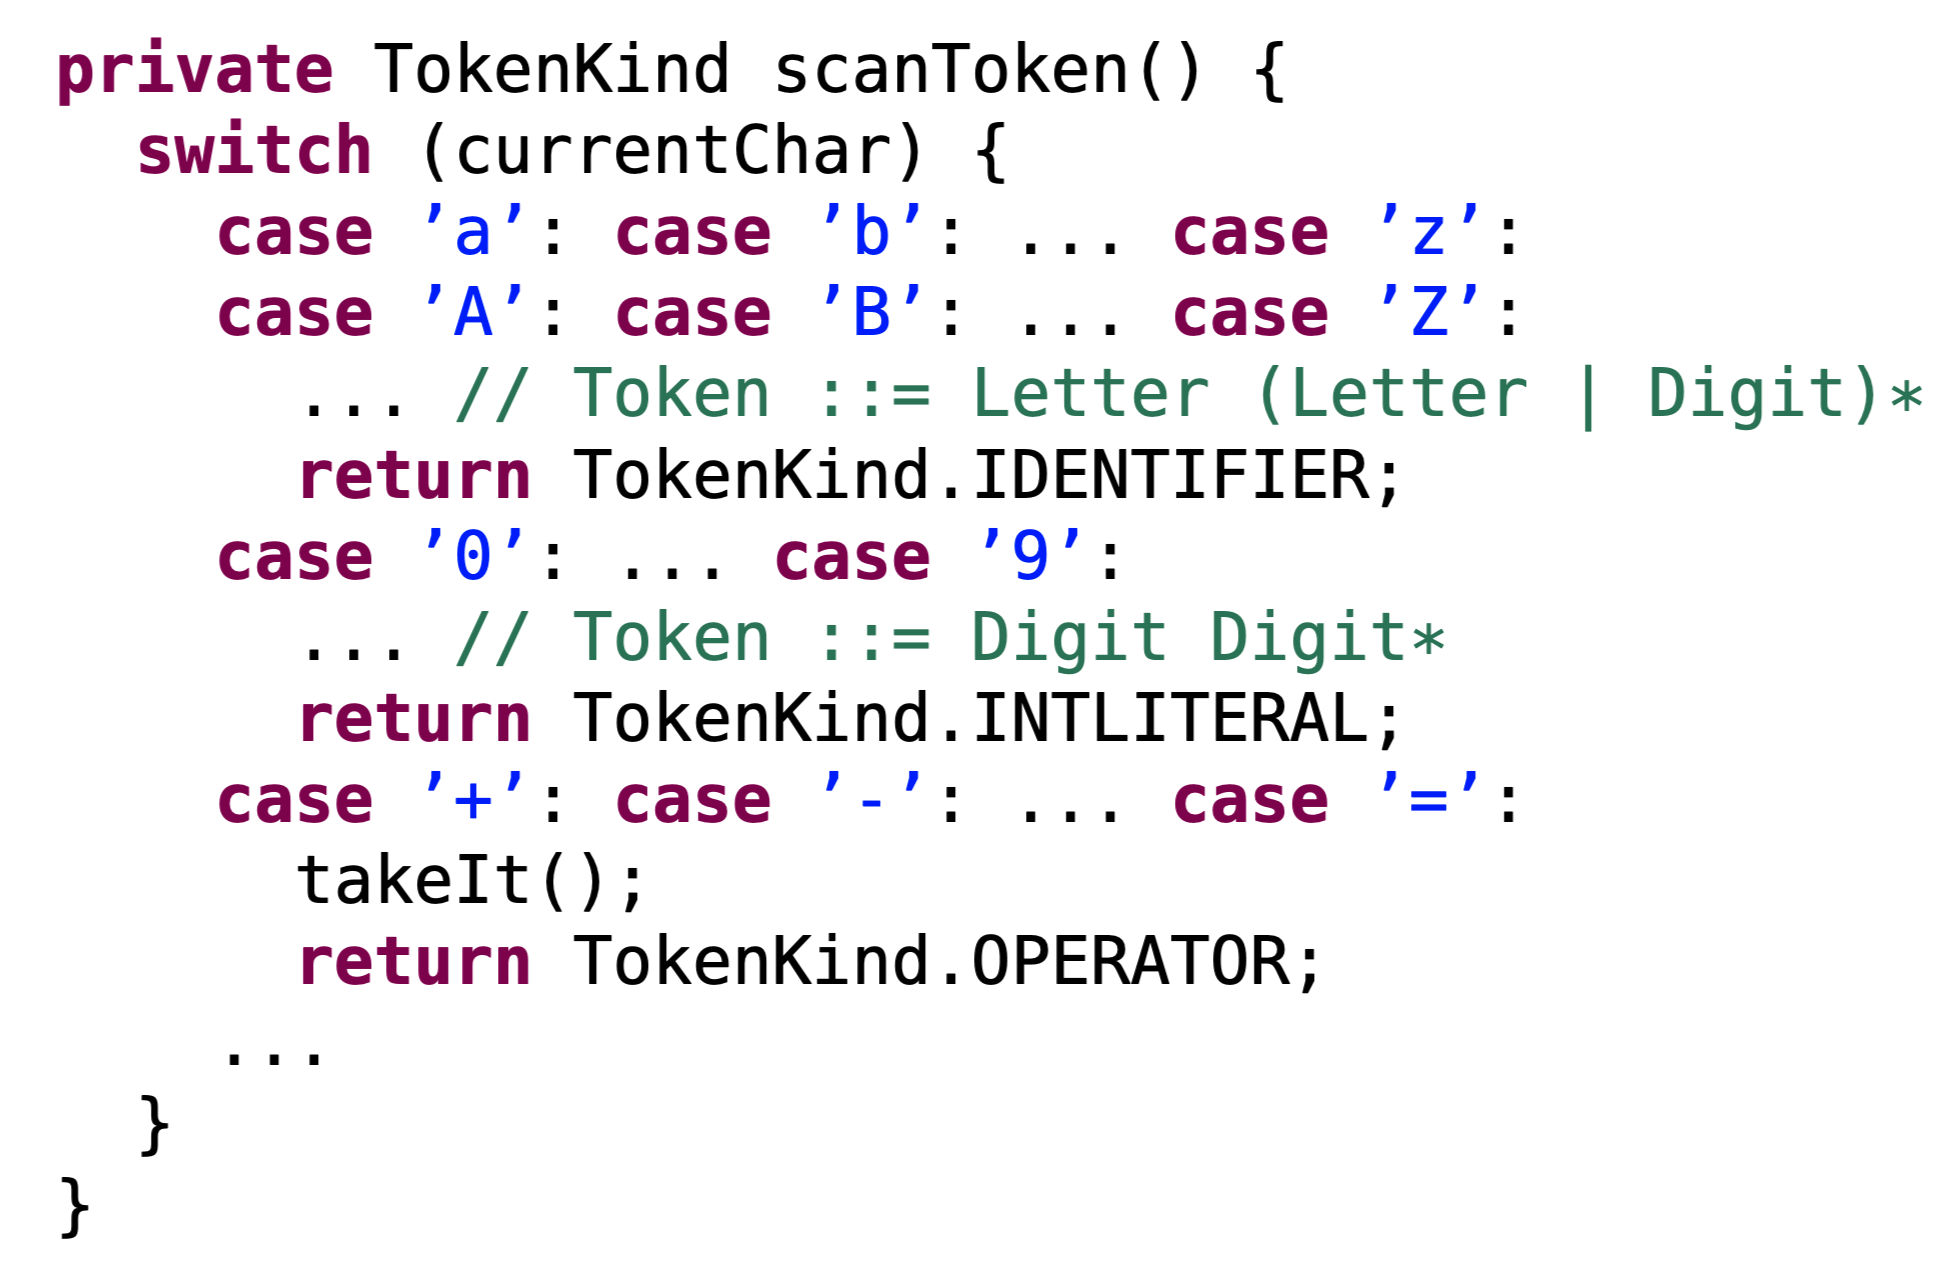 private TokenKind scanToken() {
  switch (currentChar) {
    case ’a’: case ’b’: ... case ’z’:
    case ’A’: case ’B’: ... case ’Z’:
      ... // Token ::= Letter (Letter | Digit)*
      return TokenKind.IDENTIFIER;
    case ’0’: ... case ’9’:
      ... // Token ::= Digit Digit*
      return TokenKind.INTLITERAL;
    case ’+’: case ’-’: ... case ’=’:
      takeIt();
      return TokenKind.OPERATOR;
    ...
  }
}